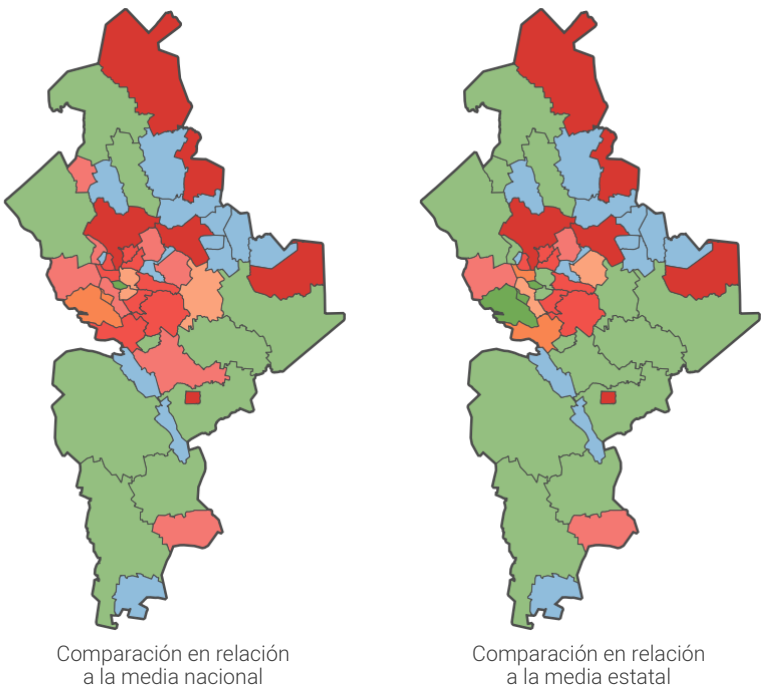 Comparación en relación
a la media nacional
Comparación en relación
a la media estatal